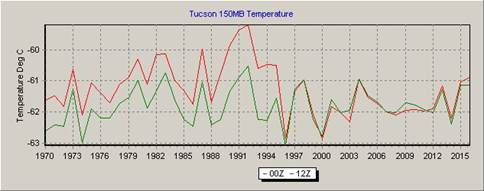 Tucson 150MB Temperature
Temperature Deg C
-60
-61
-62
-63
1970 1973 1976 1979 1982 1985 1988 1991 1994 1997 2000 2003 2006 2009 2012 2015
00Z 12Z